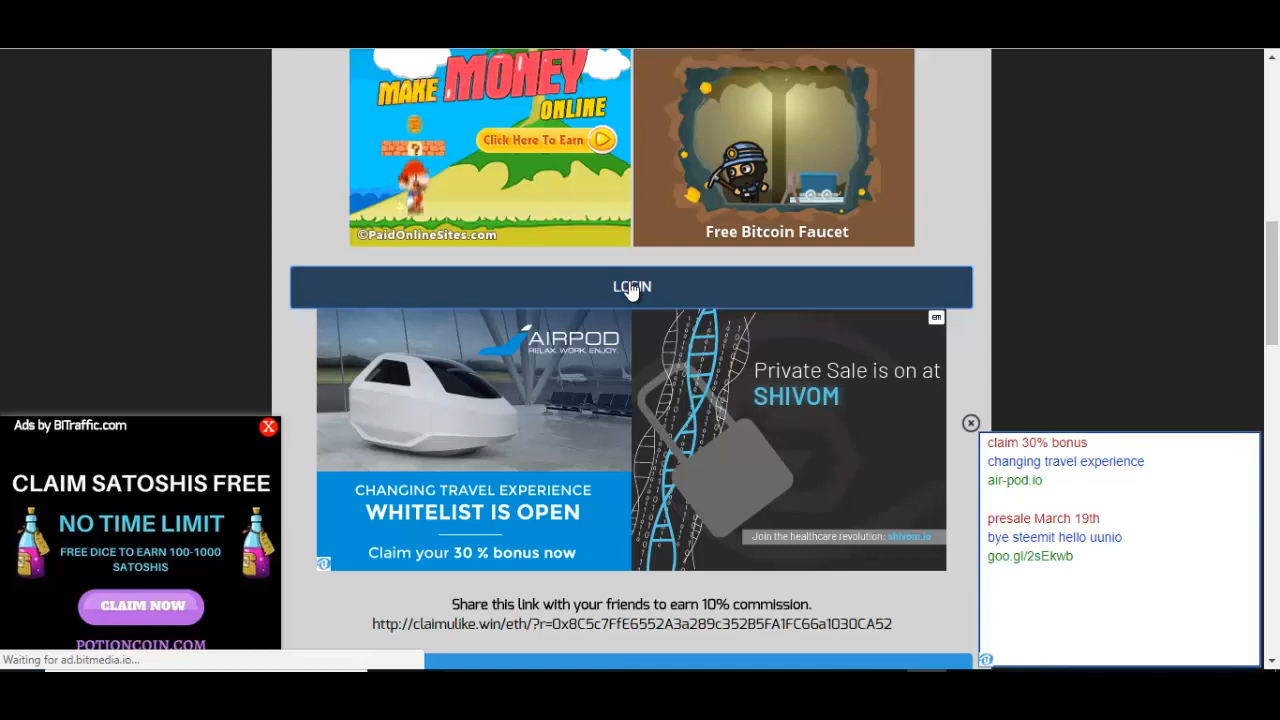 MAKE MONEY ONLINE
Click Here To Earn
©PaidOnlineSites.com
Free Bitcoin Faucet
LOGIN
AIRPOD
RELAX. WORK. ENJOY.
CHANGING TRAVEL EXPERIENCE
WHITELIST IS OPEN
Claim your 30 % bonus now
Private Sale is on at
SHIVOM
Join the healthcare revolution: shivom.io
Ads by BITraffic.com
X
CLAIM SATOSHIS FREE
NO TIME LIMIT
FREE DICE TO EARN 100-1000
SATOSHIS
CLAIM NOW
POTIONCOIN.COM
claim 30% bonus
changing travel experience
air-pod.io
presale March 19th
bye steemit hello uunio
goo.gl/2sEkwb
Share this link with your friends to earn 10% commission.
http://claimulike.win/eth/?r=0x8C5c7FfE6552A3a289c352B5FA1FC66a1030CA52
Waiting for ad.bitmedia.io...